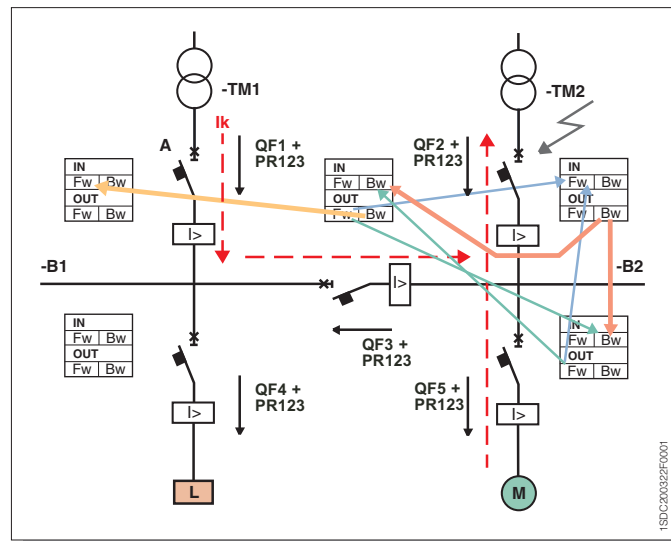 -TM1
-TM2
Ik
A
QF1 +
PR123
QF2 +
PR123
IN
Fw Bw
OUT
Fw Bw
IN
Fw Bw
OUT
Fw Bw
IN
Fw Bw
OUT
Fw Bw
I>
I>
-B1
-B2
I>
IN
Fw Bw
OUT
Fw Bw
QF3 +
PR123
IN
Fw Bw
OUT
Fw Bw
QF4 +
PR123
QF5 +
PR123
I>
I>
L
M
1SDC200322F0001